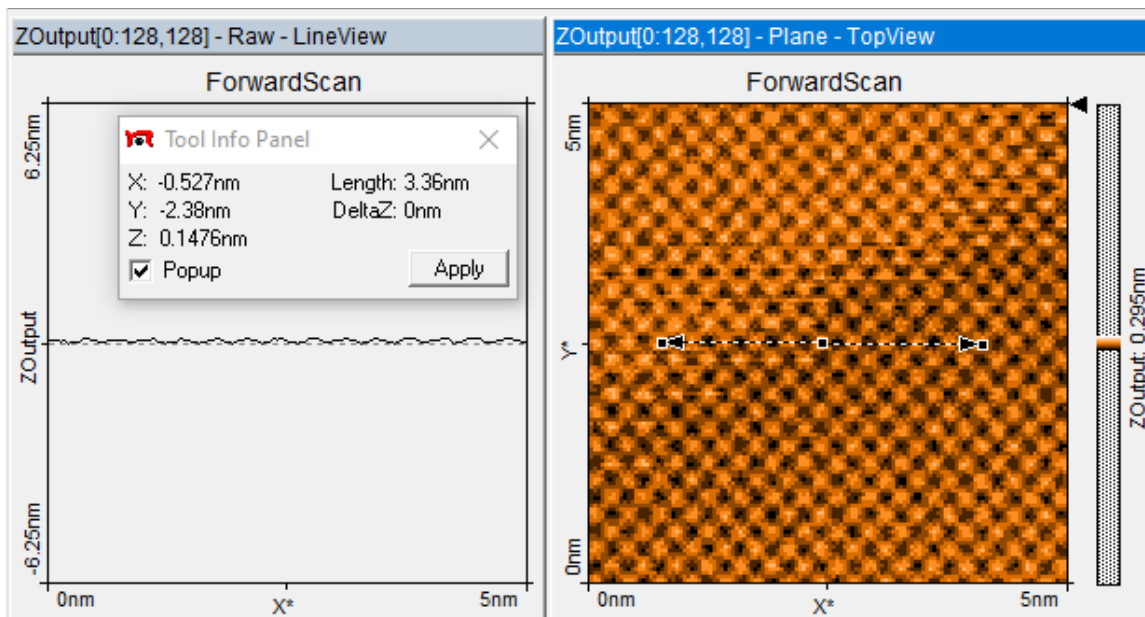 ZOutput[0:128,128] - Raw - LineView
ForwardScan
6.25nm
ZOutput
-6.25nm
0nm
X*
5nm
Tool Info Panel
X: -0.527nm Length: 3.36nm
Y: -2.38nm DeltaZ: 0nm
Z: 0.1476nm
Popup Apply
ZOutput[0:128,128] - Plane - TopView
ForwardScan
5nm
Y*
0nm
0nm
X*
5nm
ZOutput: 0.295nm